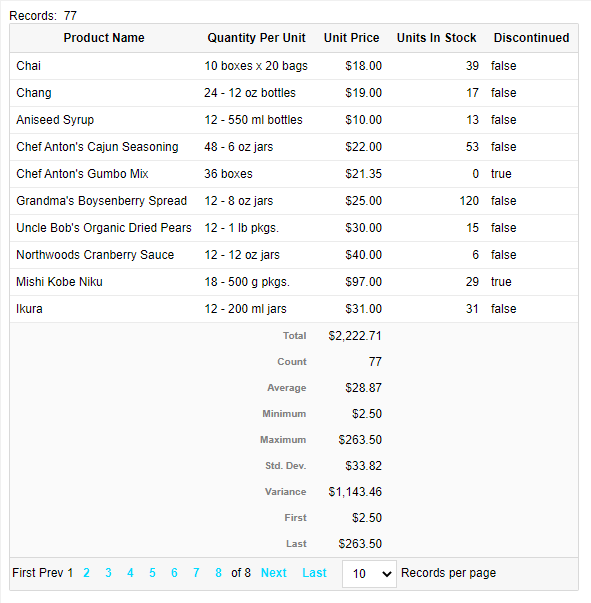 Records: 77
Product Name Quantity Per Unit Unit Price Units In Stock Discontinued
Chai 10 boxes x 20 bags $18.00 39 false
Chang 24 - 12 oz bottles $19.00 17 false
Aniseed Syrup 12 - 550 ml bottles $10.00 13 false
Chef Anton's Cajun Seasoning 48 - 6 oz jars $22.00 53 false
Chef Anton's Gumbo Mix 36 boxes $21.35 0 true
Grandma's Boysenberry Spread 12 - 8 oz jars $25.00 120 false
Uncle Bob's Organic Dried Pears 12 - 1 lb pkgs. $30.00 15 false
Northwoods Cranberry Sauce 12 - 12 oz jars $40.00 6 false
Mishi Kobe Niku 18 - 500 g pkgs. $97.00 29 true
Ikura 12 - 200 ml jars $31.00 31 false
Total $2,222.71
Count 77
Average $28.87
Minimum $2.50
Maximum $263.50
Std. Dev. $33.82
Variance $1,143.46
First $2.50
Last $263.50
First Prev 1 2 3 4 5 6 7 8 of 8 Next Last 10 Records per page